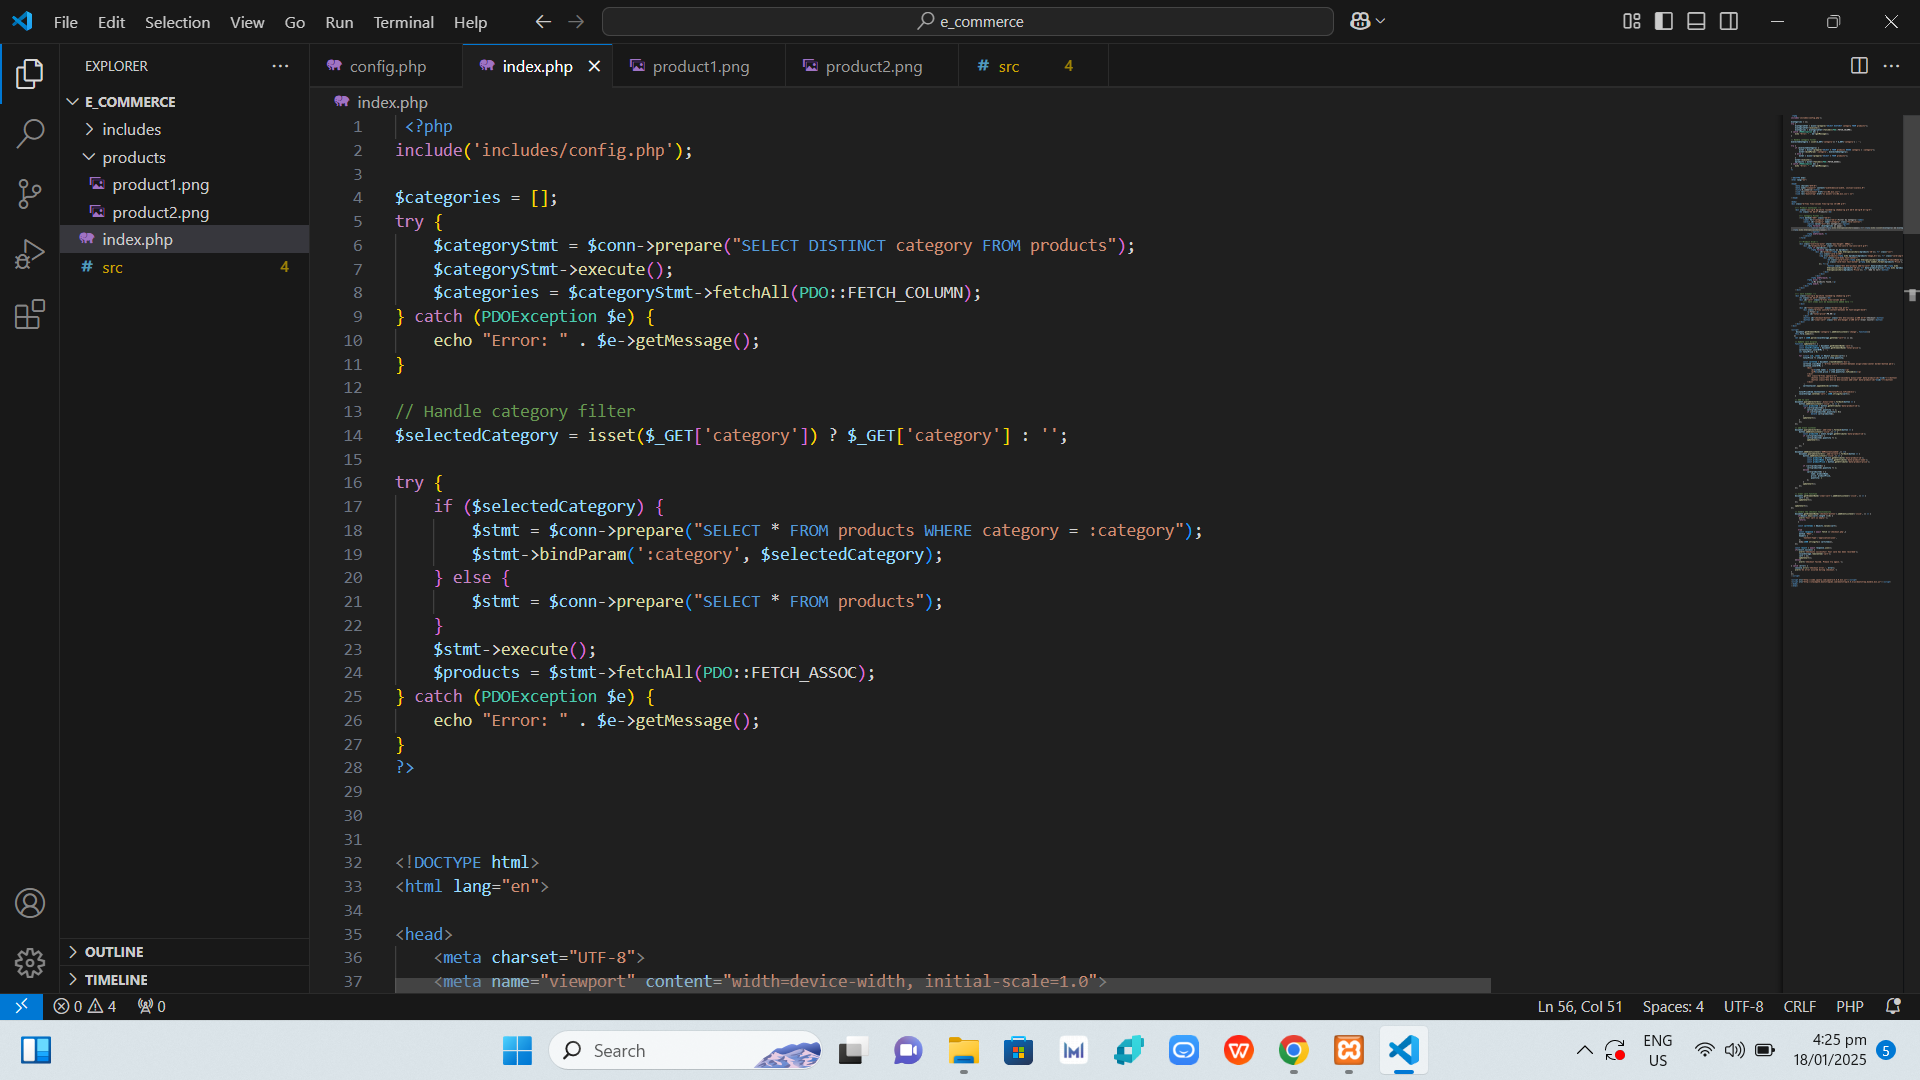 File Edit Selection View Go Run Terminal Help
e_commerce
EXPLORER
E_COMMERCE
includes
products
product1.png
product2.png
index.php
src 4
OUTLINE
TIMELINE
config.php
index.php
product1.png
product2.png
# src 4
index.php
1 <?php
2 include('includes/config.php');
3
4 $categories = [];
5 try {
6 $categoryStmt = $conn->prepare("SELECT DISTINCT category FROM products");
7 $categoryStmt->execute();
8 $categories = $categoryStmt->fetchAll(PDO::FETCH_COLUMN);
9 } catch (PDOException $e) {
10 echo "Error: " . $e->getMessage();
11 }
12
13 // Handle category filter
14 $selectedCategory = isset($_GET['category']) ? $_GET['category'] : '';
15
16 try {
17 if ($selectedCategory) {
18 $stmt = $conn->prepare("SELECT * FROM products WHERE category = :category");
19 $stmt->bindParam(':category', $selectedCategory);
20 } else {
21 $stmt = $conn->prepare("SELECT * FROM products");
22 }
23 $stmt->execute();
24 $products = $stmt->fetchAll(PDO::FETCH_ASSOC);
25 } catch (PDOException $e) {
26 echo "Error: " . $e->getMessage();
27 }
28 ?>
29
30
31
32 <!DOCTYPE html>
33 <html lang="en">
34
35 <head>
36 <meta charset="UTF-8">
37 <meta name="viewport" content="width=device-width, initial-scale=1.0">
0 4 0
Ln 56, Col 51 Spaces: 4 UTF-8 CRLF PHP
Search
ENG
US
4:25 pm
18/01/2025
5